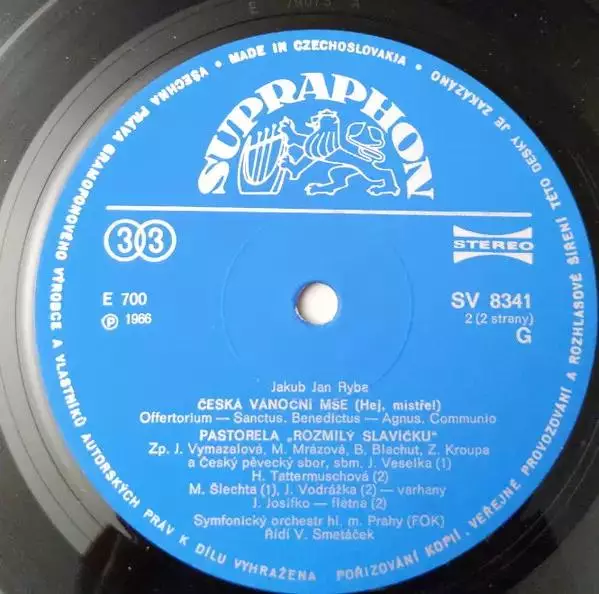 E 79073 A
VŠECHNA PRÁVA GRAMOFONOVÉHO VÝROBCE A VLASTNÍKŮ AUTORSKÝCH PRÁV K DÍLU VYHRAŽENA • POŘIZOVÁNÍ KOPIÍ, VEŘEJNÉ PROVOZOVÁNÍ A ROZHLASOVÉ ŠÍŘENÍ TÉTO DESKY JE ZAKÁZÁNO • MADE IN CZECHOSLOVAKIA •
SUPRAPHON
33
STEREO
E 700
SV 8341
Ⓟ 1966
2 (2 strany)
G
Jakub Jan Ryba
ČESKÁ VÁNOČNÍ MŠE (Hej, mistře!)
Offertorium — Sanctus. Benedictus — Agnus. Communio
PASTORELA „ROZMILÝ SLAVÍČKU"
Zp. J. Vymazalová, M. Mrázová, B. Blachut, Z. Kroupa
a Český pěvecký sbor, sbm. J. Veselka (1)
H. Tattermuschová (2)
M. Šlechta (1), J. Vodrážka (2) — varhany
J. Josífko — flétna (2)
Symfonický orchestr hl. m. Prahy (FOK)
Řídí V. Smetáček